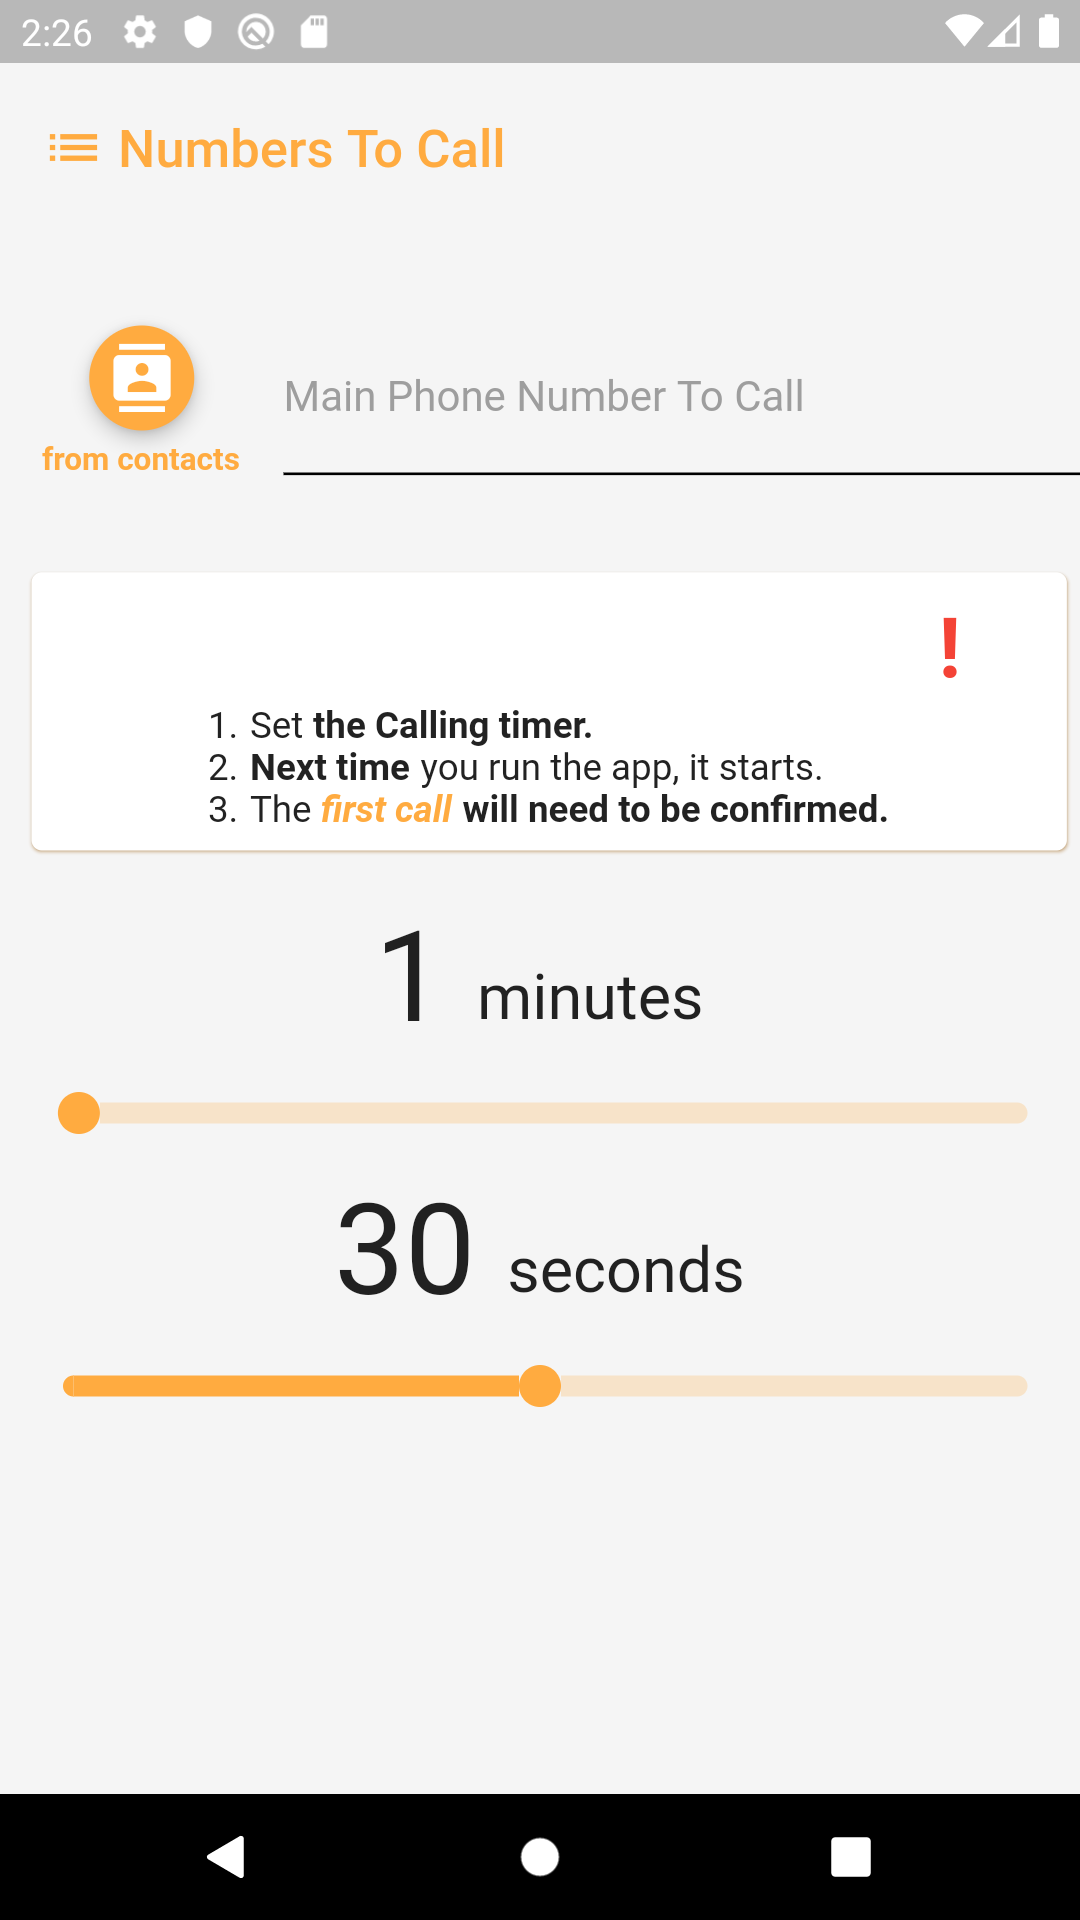 2:26
Numbers To Call
Main Phone Number To Call
from contacts
1. Set the Calling timer.
2. Next time you run the app, it starts.
3. The first call will need to be confirmed.
1 minutes
30 seconds